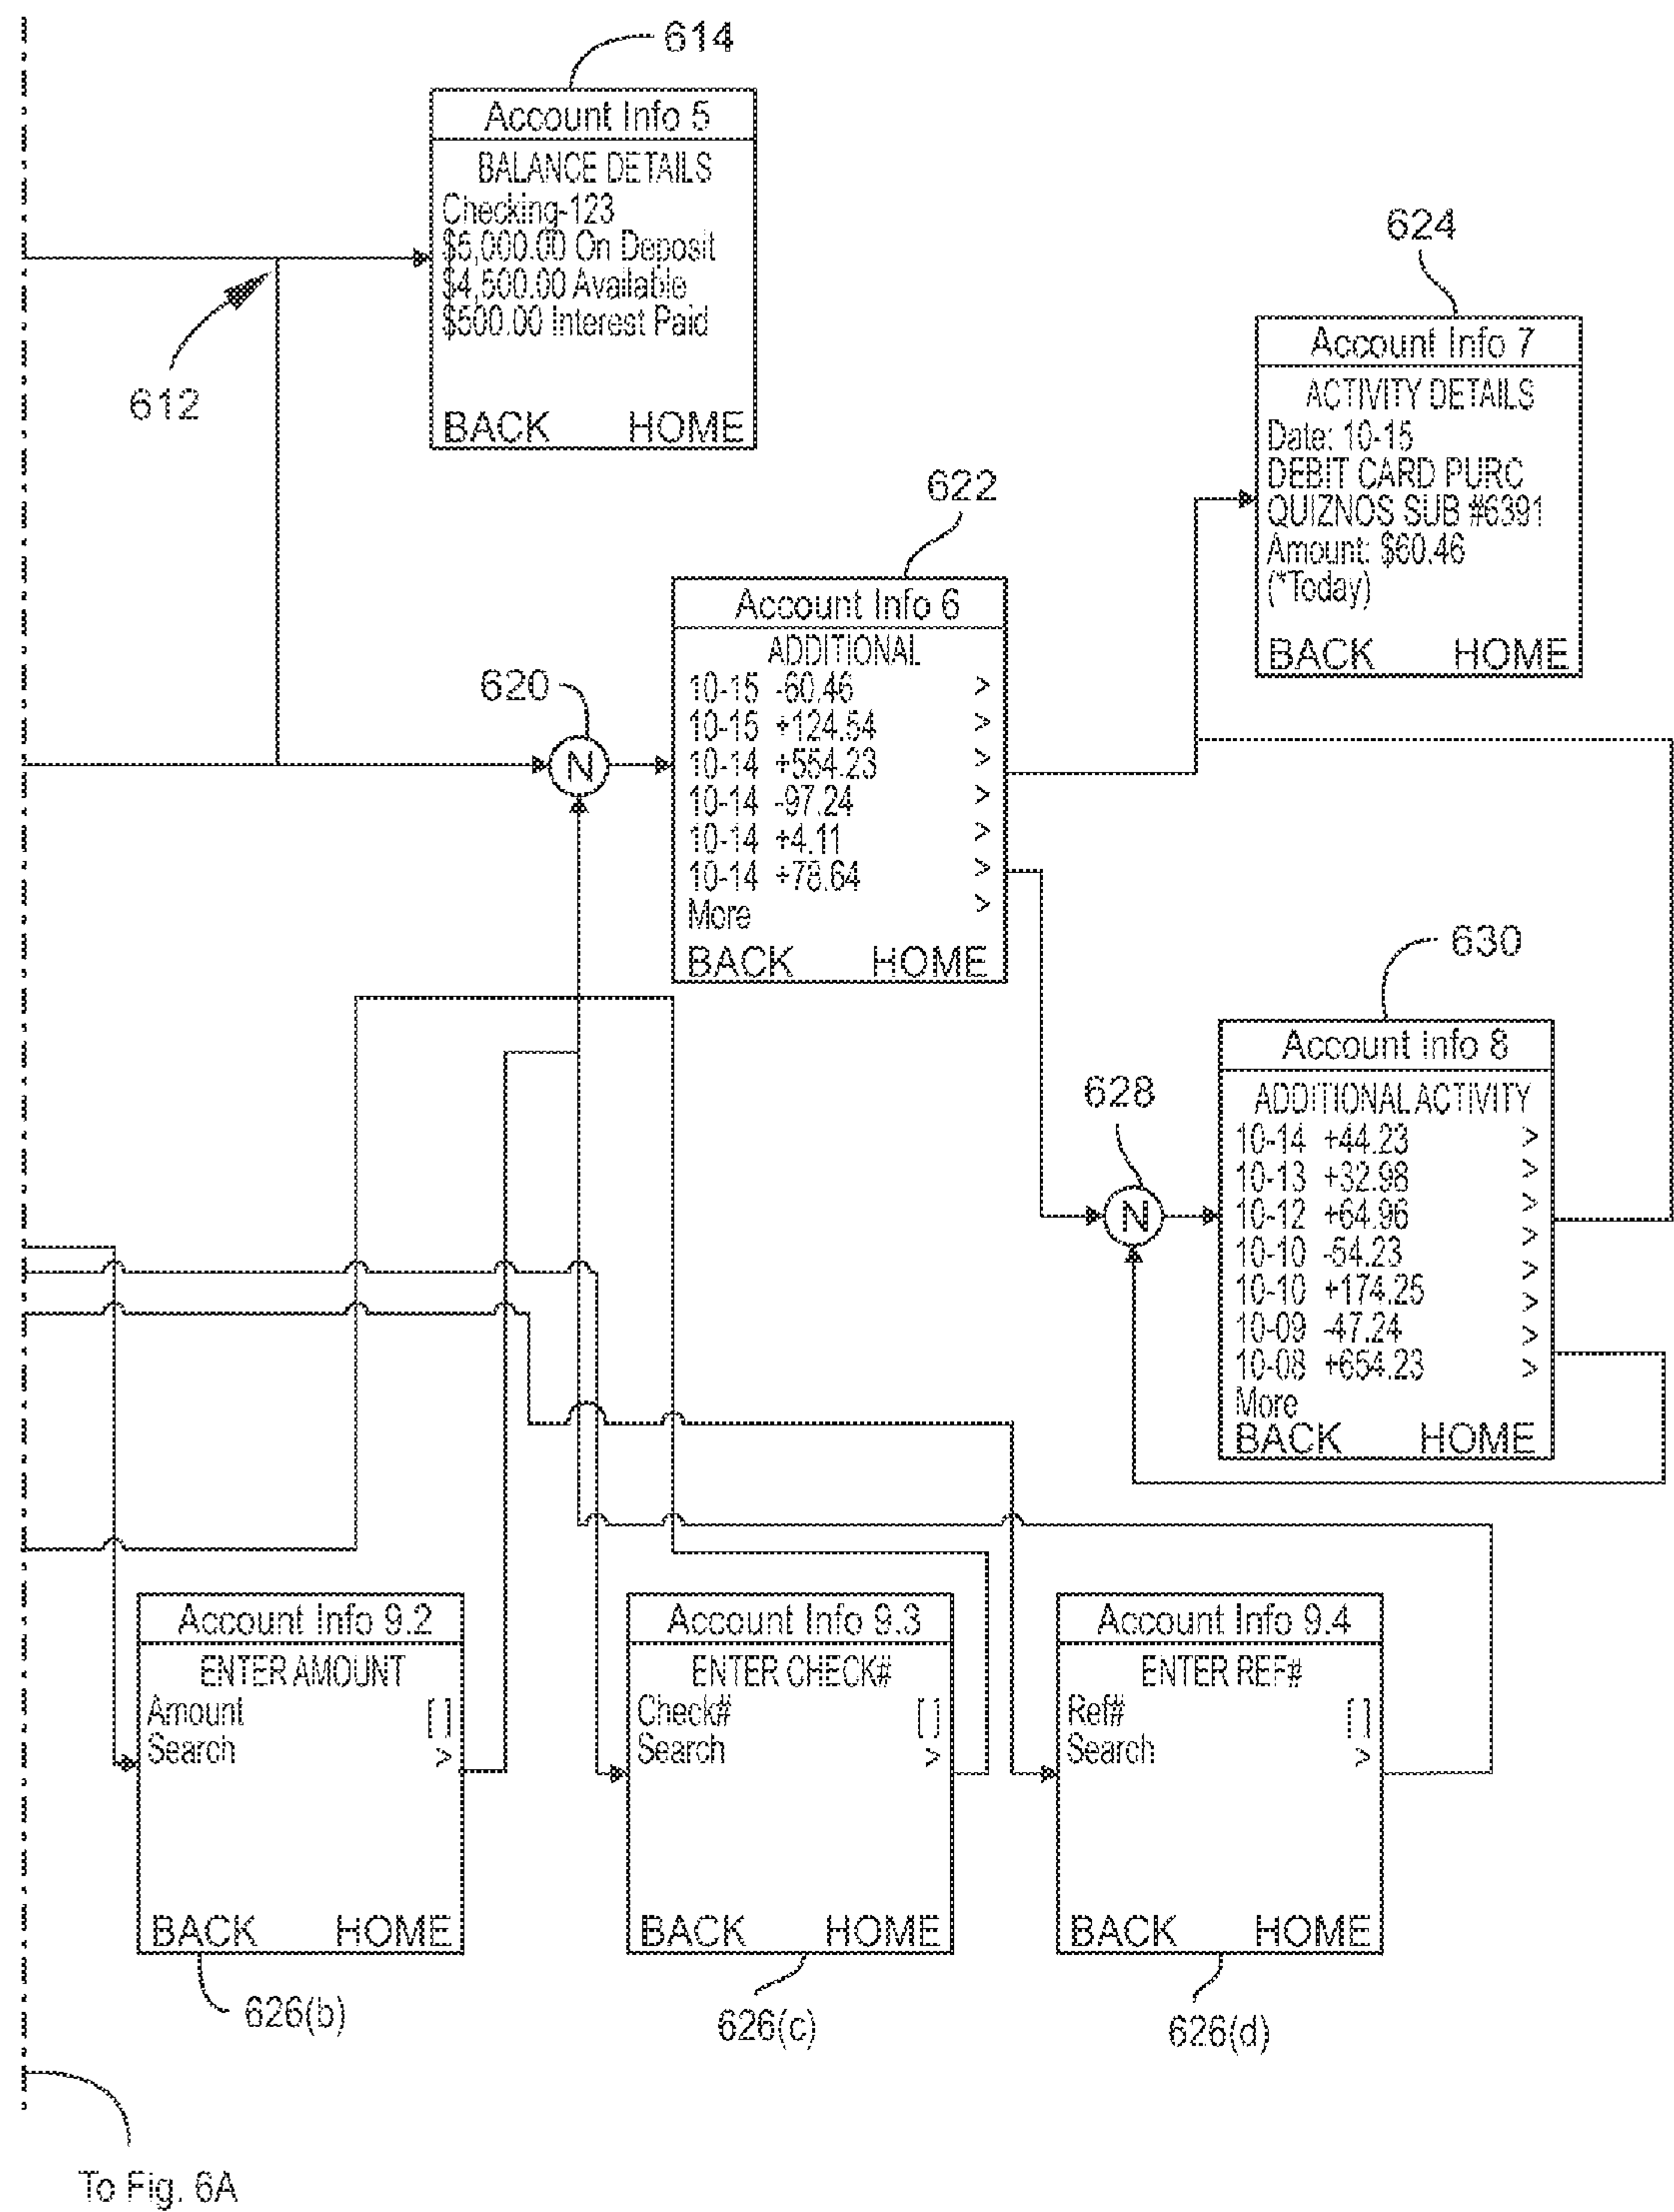 614
Account Info 5
BALANCE DETAILS
Checking-123
$5,000.00 On Deposit
$4,500.00 Available
$500.00 Interest Paid
BACK HOME
612
624
Account Info 7
ACTIVITY DETAILS
Date: 10-15
DEBIT CARD PURC
QUIZNOS SUB #6391
Amount: $60.46
(*Today)
BACK HOME
622
Account Info 6
ADDITIONAL
10-15 -60.46 >
10-15 +124.54 >
10-14 +554.23 >
10-14 -97.24 >
10-14 +4.11 >
10-14 +78.64 >
More >
BACK HOME
620
N
630
Account Info 8
ADDITIONAL ACTIVITY
10-14 +44.23 >
10-13 +32.98 >
10-12 +64.96 >
10-10 -54.23 >
10-10 +174.25 >
10-09 -47.24 >
10-08 +654.23 >
More >
BACK HOME
628
N
Account Info 9.2
ENTER AMOUNT
Amount [ ]
Search >
BACK HOME
626(b)
Account Info 9.3
ENTER CHECK#
Check# [ ]
Search >
BACK HOME
626(c)
Account Info 9.4
ENTER REF#
Ref# [ ]
Search >
BACK HOME
626(d)
To Fig. 6A